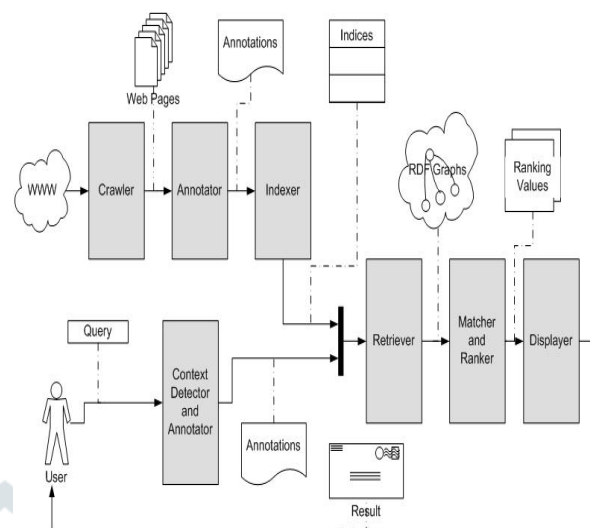 Annotations
Indices
Web Pages
RDF Graphs
Ranking
Values
WWW
Crawler
Annotator
Indexer
Query
Context
Detector
and
Annotator
Retriever
Matcher
and
Ranker
Displayer
User
Annotations
Result